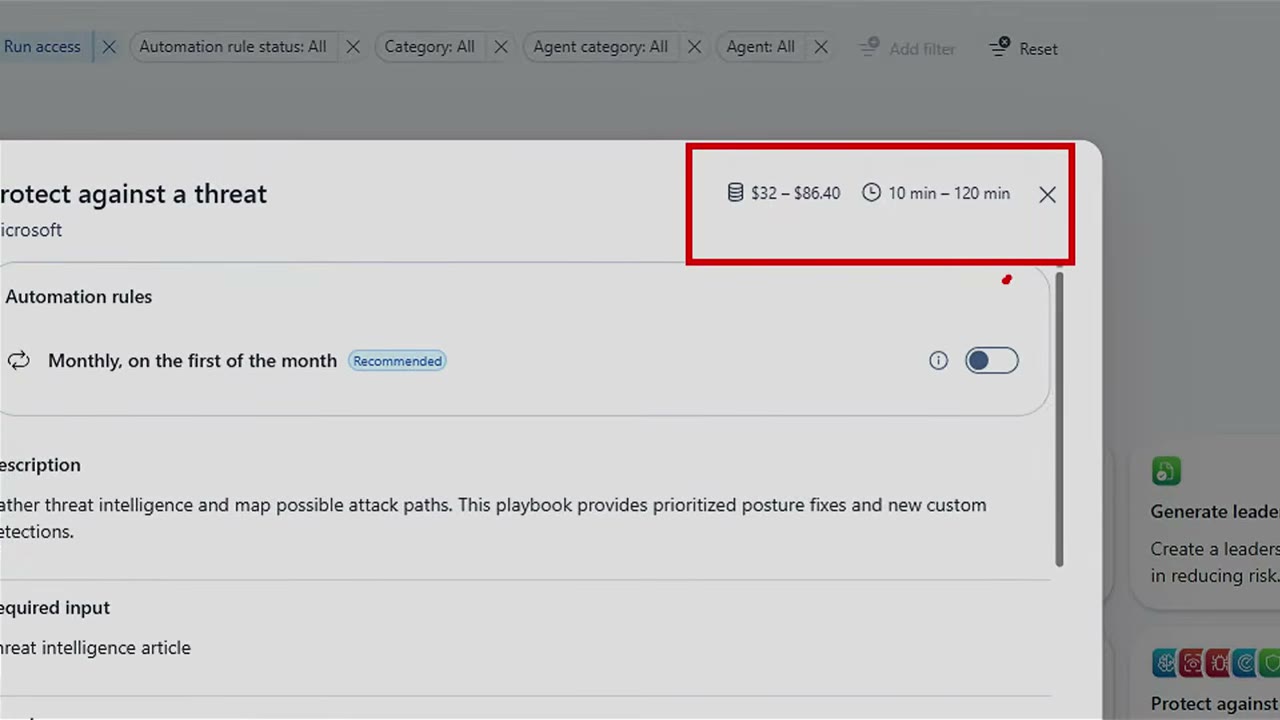 Run access
Automation rule status: All
Category: All
Agent category: All
Agent: All
Add filter
Reset
rotect against a threat
$32 – $86.40
10 min – 120 min
icrosoft
Automation rules
Monthly, on the first of the month
Recommended
escription
ather threat intelligence and map possible attack paths. This playbook provides prioritized posture fixes and new custom
etections.
equired input
hreat intelligence article
Generate leade
Create a leaders
in reducing risk.
Protect against